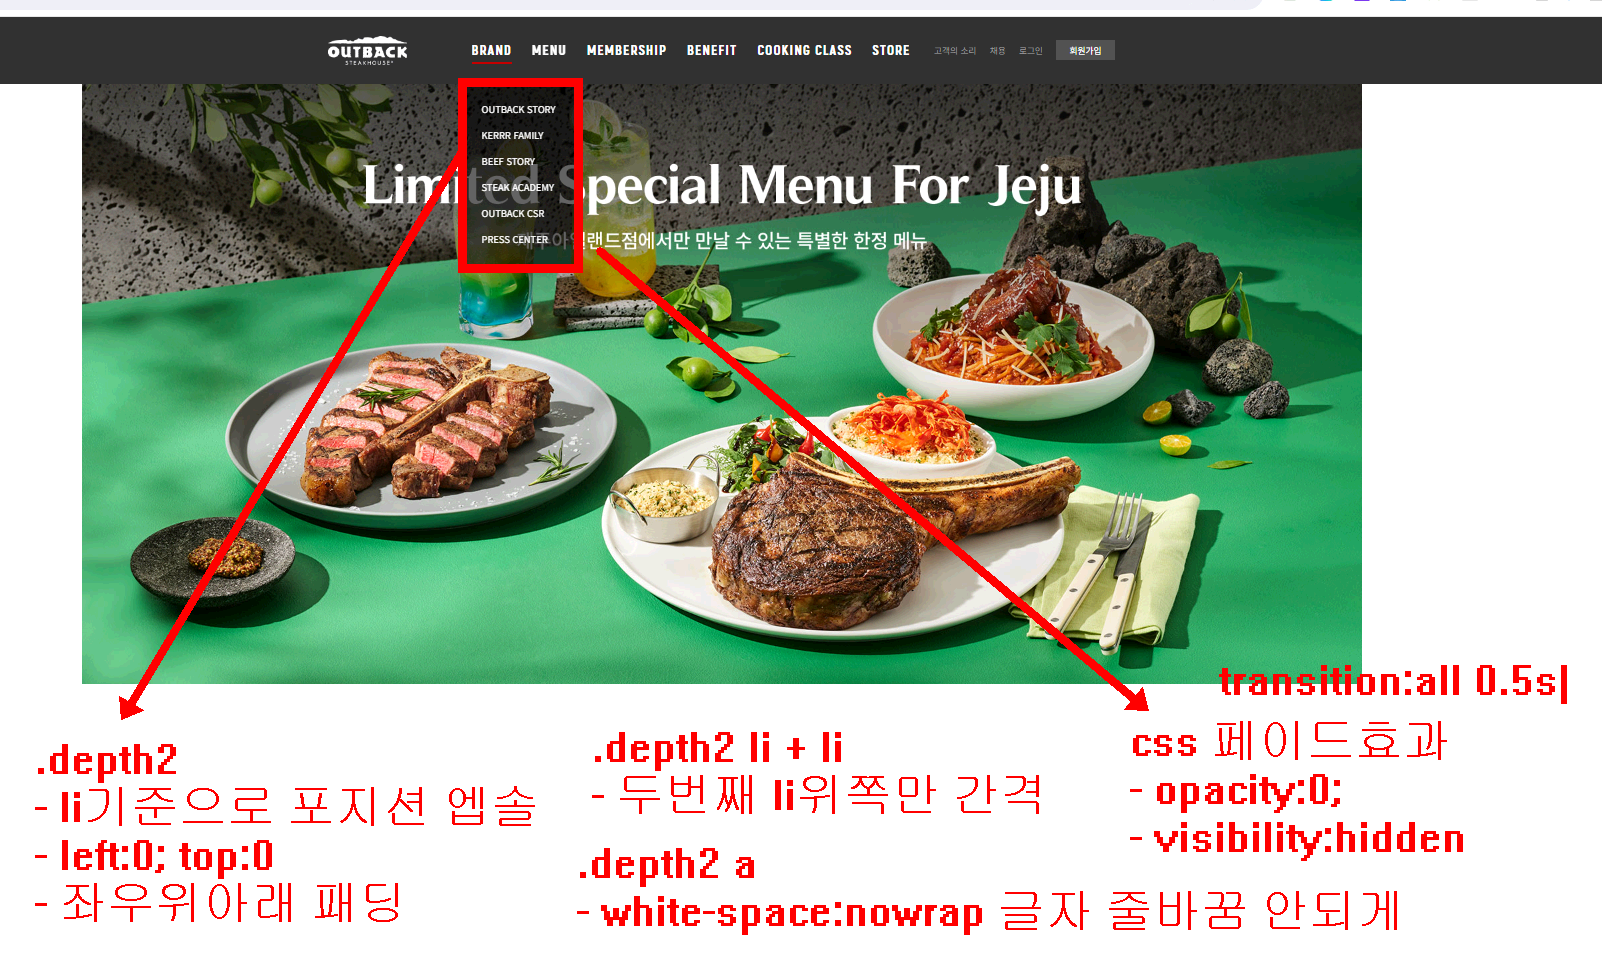 OUTBACK
STEAKHOUSE
BRAND MENU MEMBERSHIP BENEFIT COOKING CLASS STORE 고객의 소리 채용 로그인 회원가입
OUTBACK STORY
KERRR FAMILY
BEEF STORY
STEAK ACADEMY
OUTBACK CSR
PRESS CENTER
Limited Special Menu For Jeju
제주아일랜드점에서만 만날 수 있는 특별한 한정 메뉴
transition:all 0.5s|
css 페이드효과
- opacity:0;
- visibility:hidden
.depth2
- li기준으로 포지션 엡솔
- left:0; top:0
- 좌우위아래 패딩
.depth2 li + li
- 두번째 li위쪽만 간격
.depth2 a
- white-space:nowrap 글자 줄바꿈 안되게